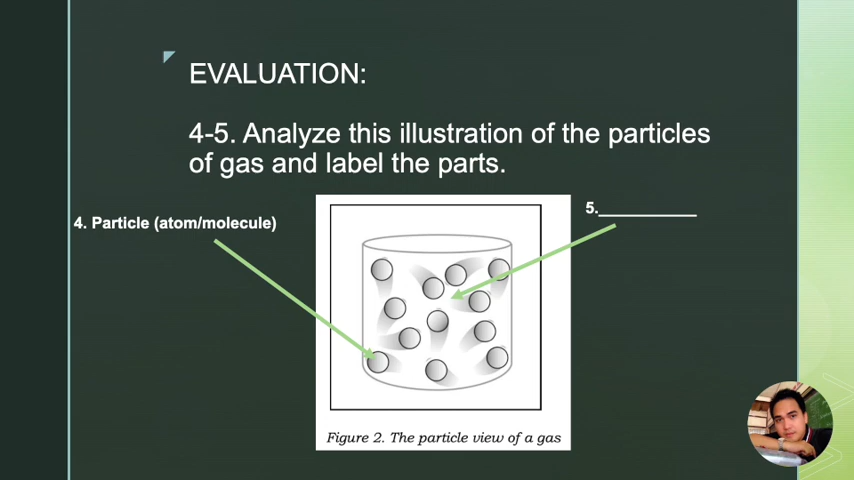 EVALUATION:
4-5. Analyze this illustration of the particles
of gas and label the parts.
4. Particle (atom/molecule)
5.____________
Figure 2. The particle view of a gas